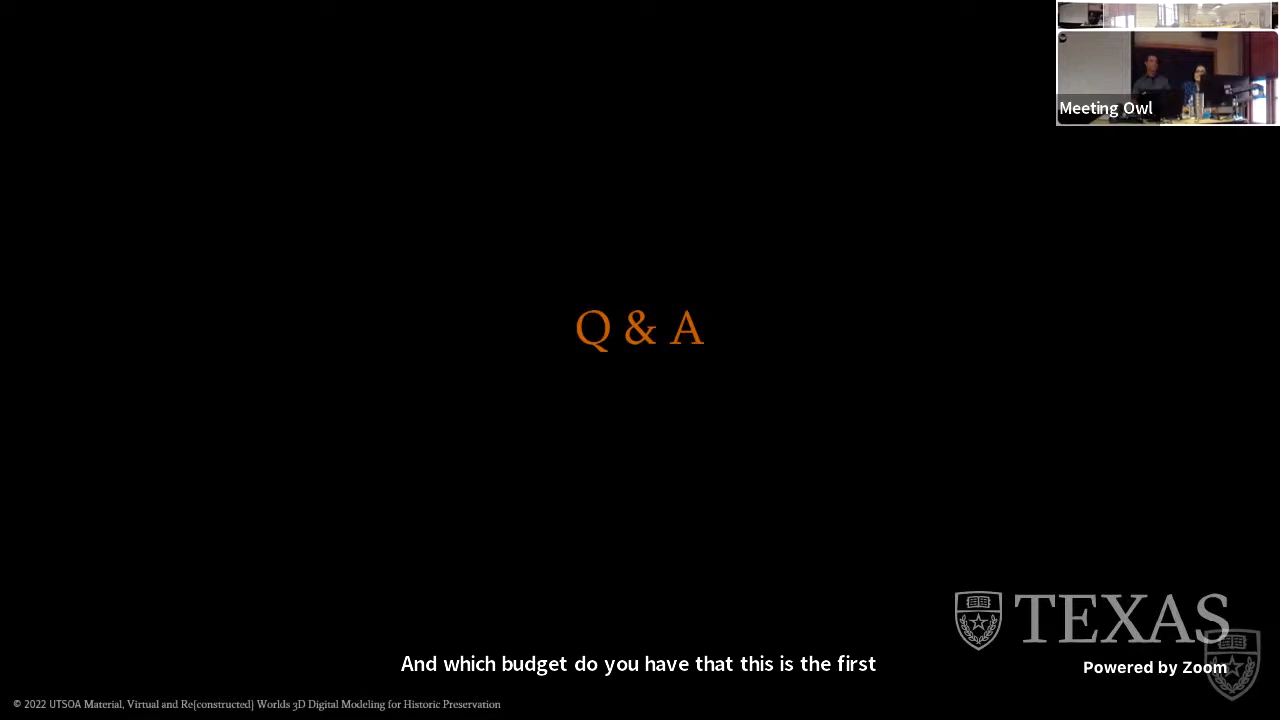 Meeting Owl
Q & A
TEXAS
And which budget do you have that this is the first
Powered by Zoom
© 2022 UTSOA Material, Virtual and Re[constructed] Worlds 3D Digital Modeling for Historic Preservation